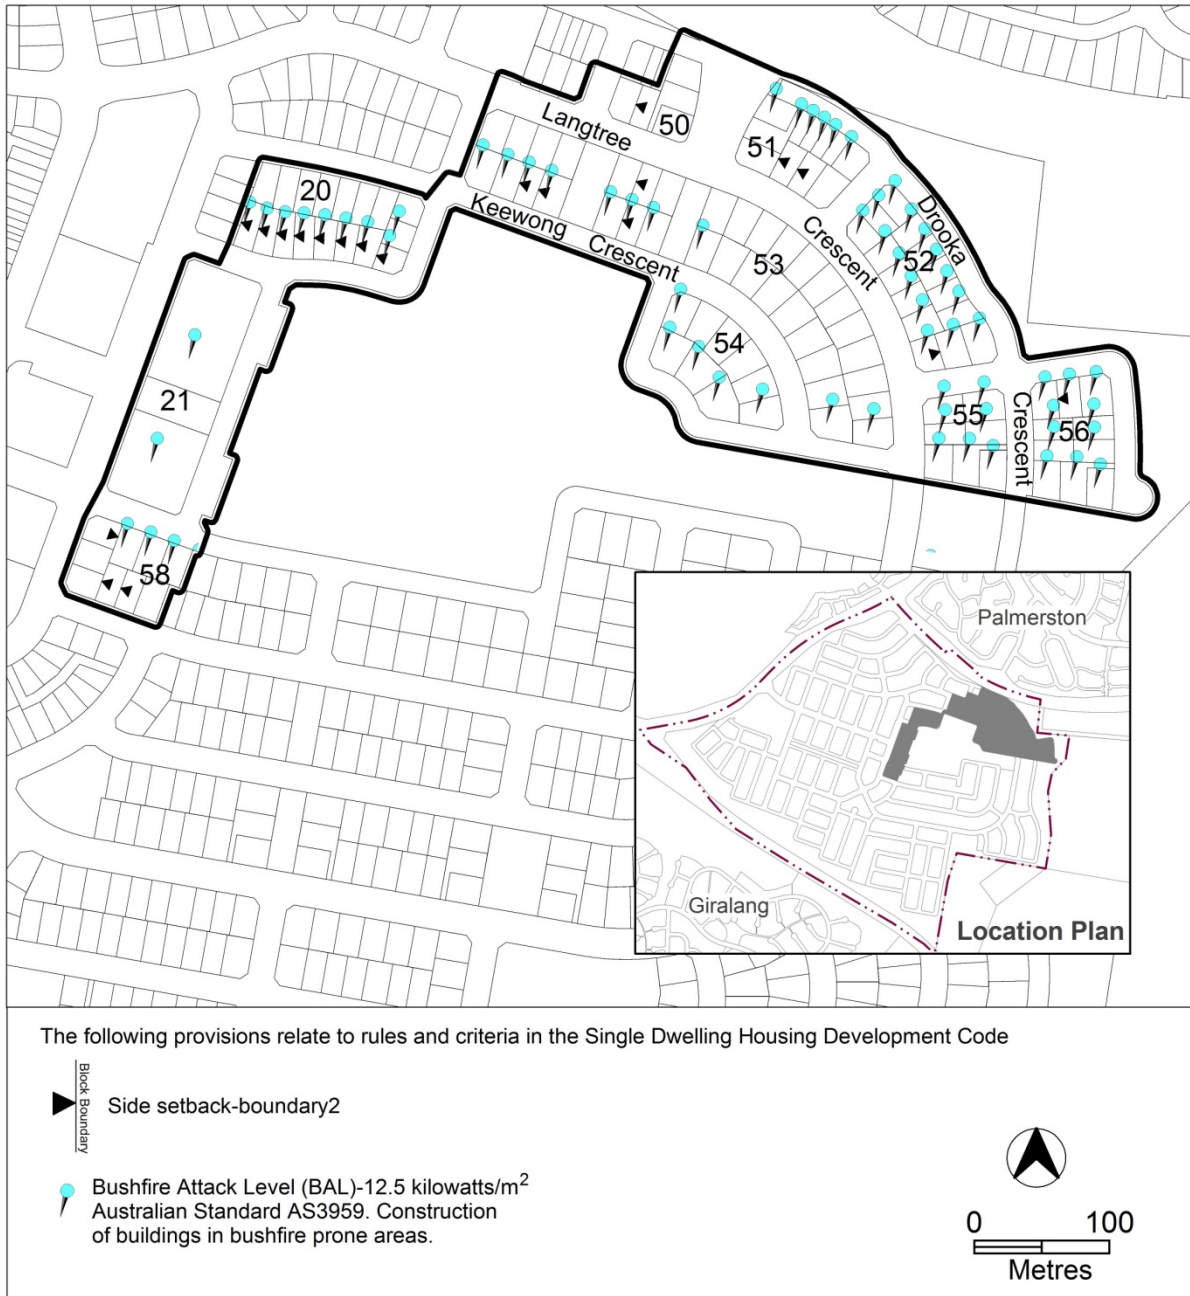 50
Langtree
51
20
Keewong
Crescent
Crescent
Drooka
52
53
54
21
55
Crescent
56
58
Palmerston
Giralang
Location Plan
The following provisions relate to rules and criteria in the Single Dwelling Housing Development Code
Block Boundary
Side setback-boundary2
Bushfire Attack Level (BAL)-12.5 kilowatts/m²
Australian Standard AS3959. Construction
of buildings in bushfire prone areas.
0 100
Metres